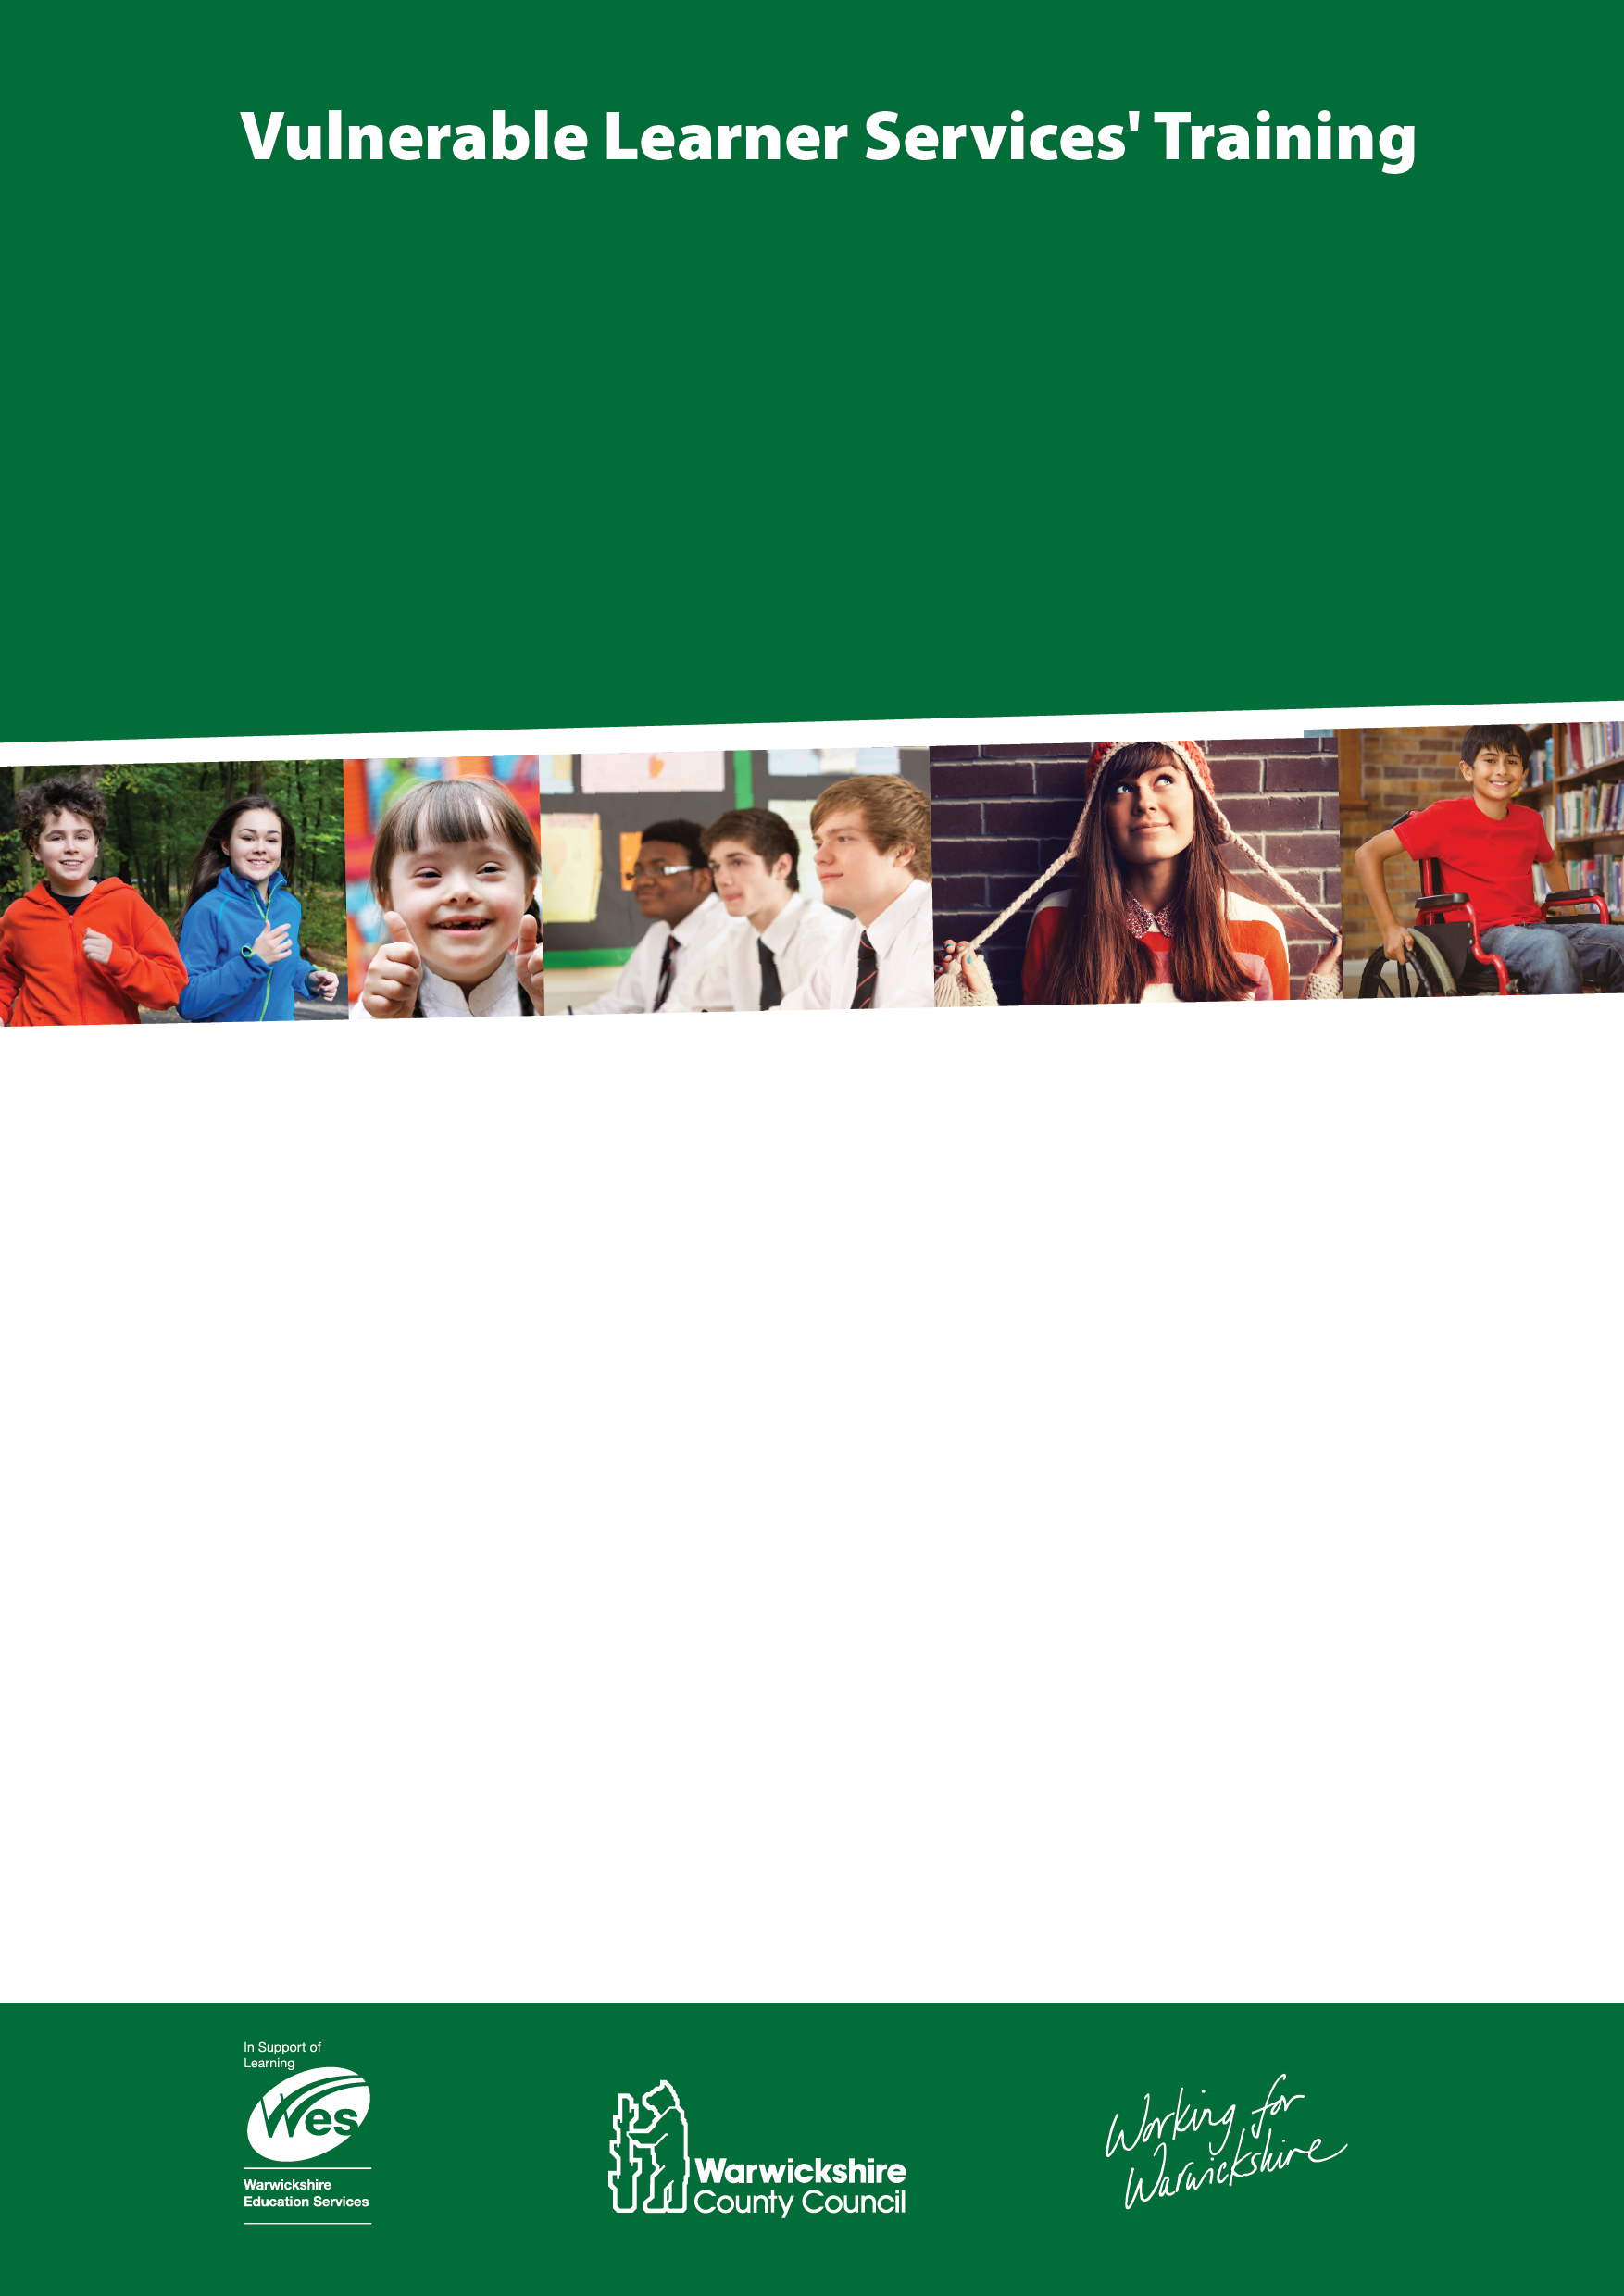 Vulnerable Learner Services' Training
In Support of
Learning
Wes
Warwickshire
Education Services
Warwickshire
County Council
Working for
Warwickshire